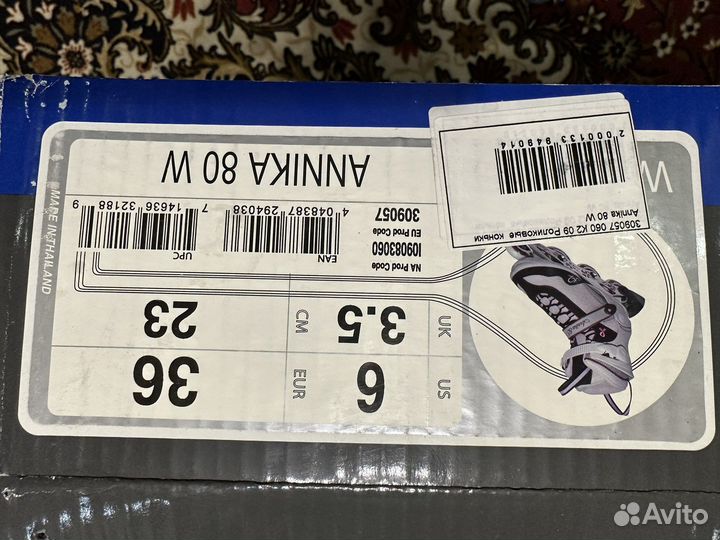 US 6 EUR 36
UK 3.5 CM 23
NA Prod Code
I09083060
EU Prod Code
309057
EAN
4 048387 294038
UPC
7 14636 32188 9
ANNIKA 80 W
W
MADE IN THAILAND
309057 060 K2 09 Роликовые коньки
Annika 80 W
2 000133 949014
Avito